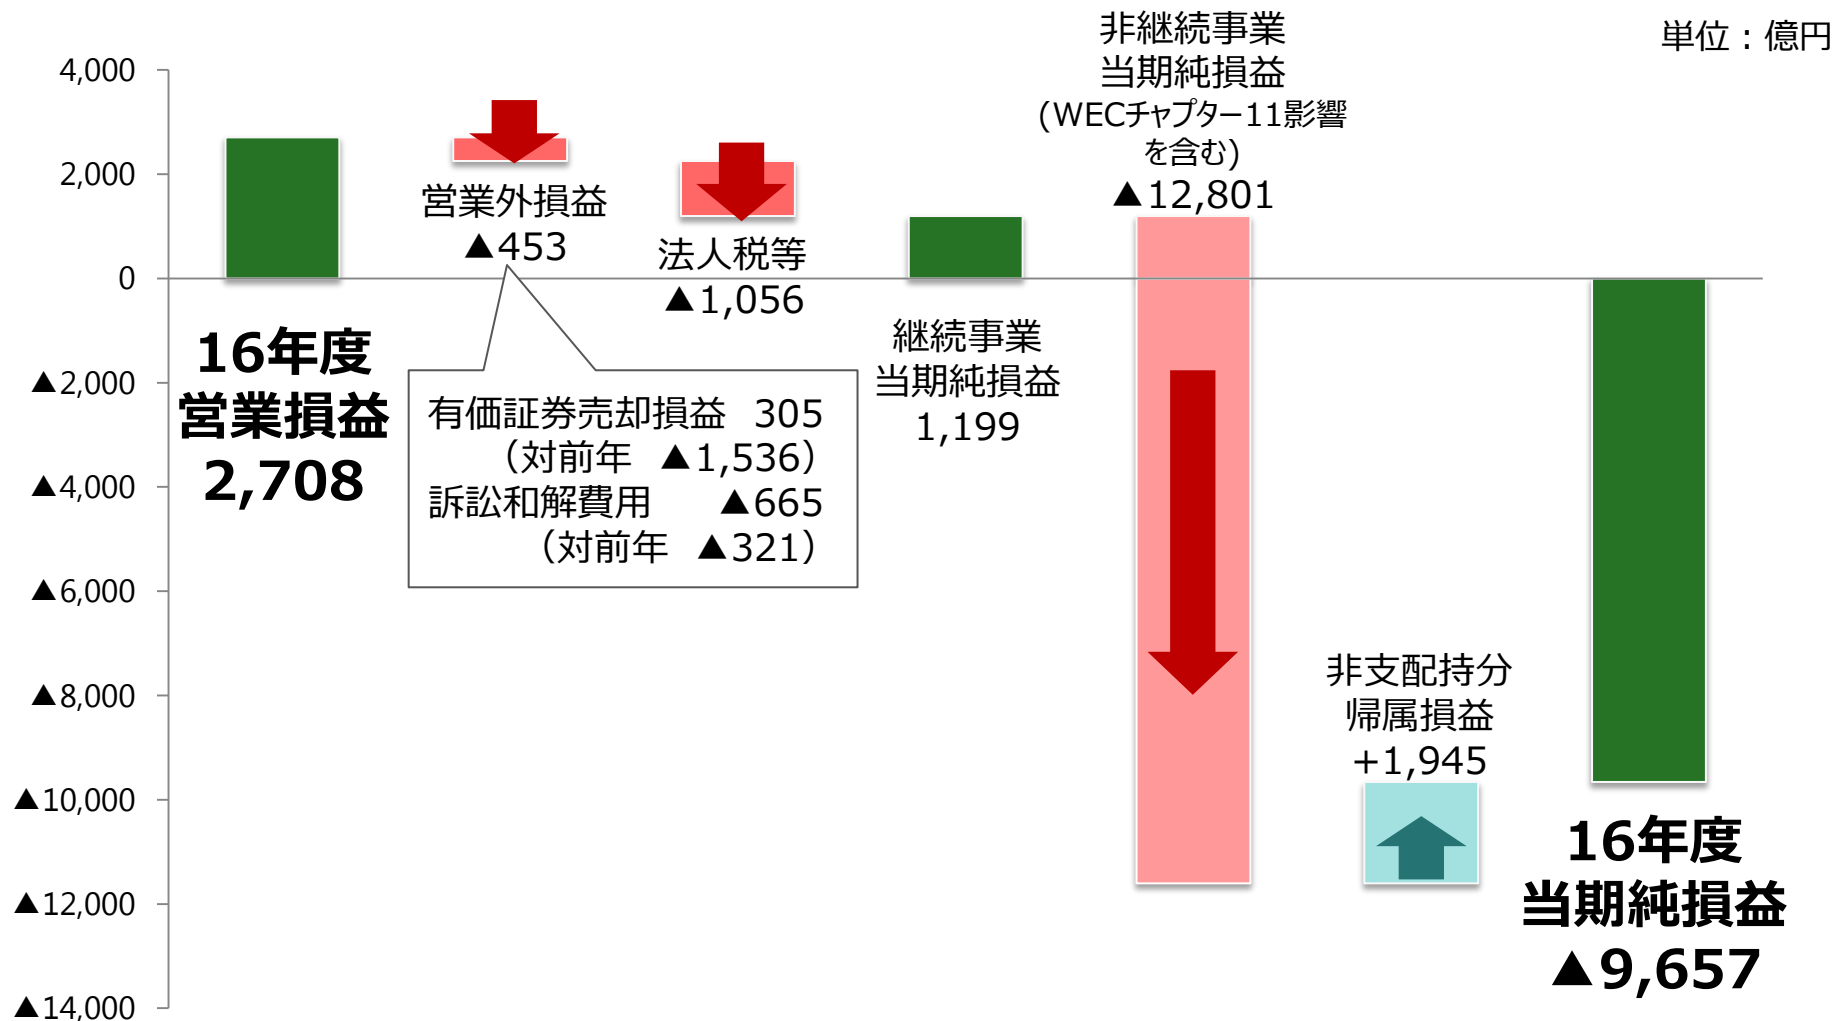 単位：億円
4,000
2,000
0
▲2,000
▲4,000
▲6,000
▲8,000
▲10,000
▲12,000
▲14,000
16年度
営業損益
2,708
営業外損益
▲453
有価証券売却損益 305
（対前年 ▲1,536）
訴訟和解費用 ▲665
（対前年 ▲321）
法人税等
▲1,056
継続事業
当期純損益
1,199
非継続事業
当期純損益
(WECチャプター11影響
を含む)
▲12,801
非支配持分
帰属損益
+1,945
16年度
当期純損益
▲9,657